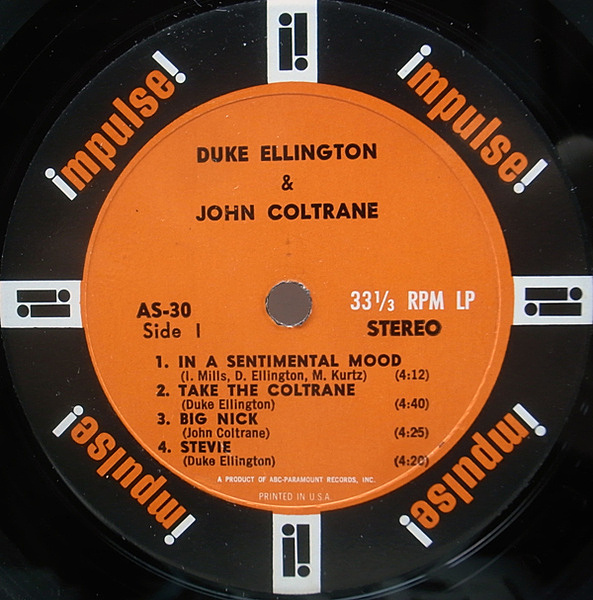 impulse!
impulse!
DUKE ELLINGTON
&
JOHN COLTRANE
AS-30
33 1/3 RPM LP
Side 1
STEREO
1. IN A SENTIMENTAL MOOD
(I. Mills, D. Ellington, M. Kurtz) (4:12)
2. TAKE THE COLTRANE
(Duke Ellington) (4:40)
3. BIG NICK
(John Coltrane) (4:25)
4. STEVIE
(Duke Ellington) (4:20)
A PRODUCT OF ABC-PARAMOUNT RECORDS, INC.
PRINTED IN U.S.A.
impulse!
impulse!